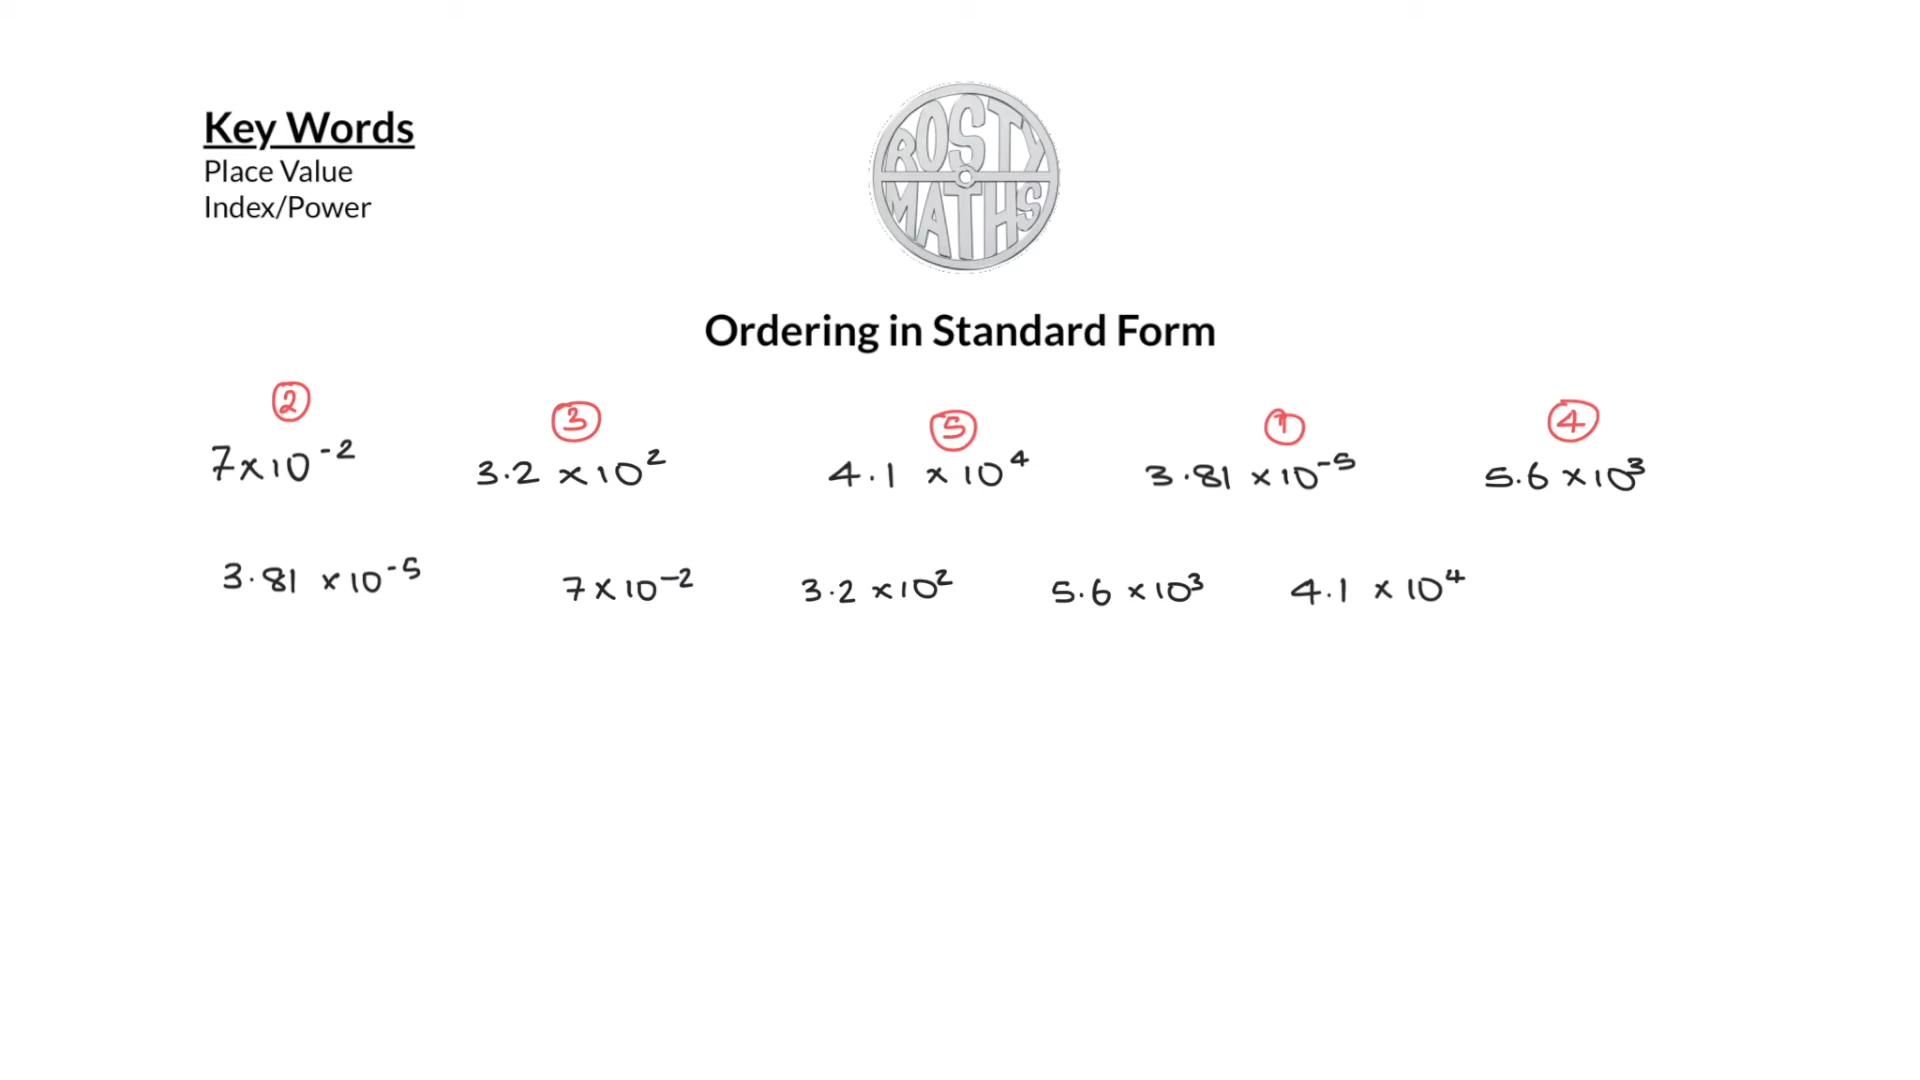 Key Words
Place Value
Index/Power
ROSTY
MATHS
Ordering in Standard Form
② ③ ⑤ ① ④
7×10⁻² 3.2 ×10² 4.1 ×10⁴ 3.81 ×10⁻⁵ 5.6 ×10³
3.81 ×10⁻⁵ 7×10⁻² 3.2 ×10² 5.6 ×10³ 4.1 ×10⁴